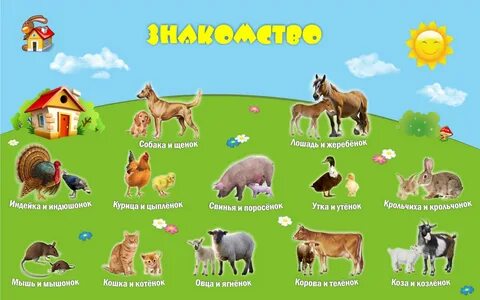 ЗНАКОМСТВО
Собака и щенок
Лошадь и жеребёнок
Индейка и индюшонок
Курица и цыплёнок
Свинья и поросёнок
Утка и утёнок
Крольчиха и крольчонок
Мышь и мышонок
Кошка и котёнок
Овца и ягнёнок
Корова и телёнок
Коза и козлёнок